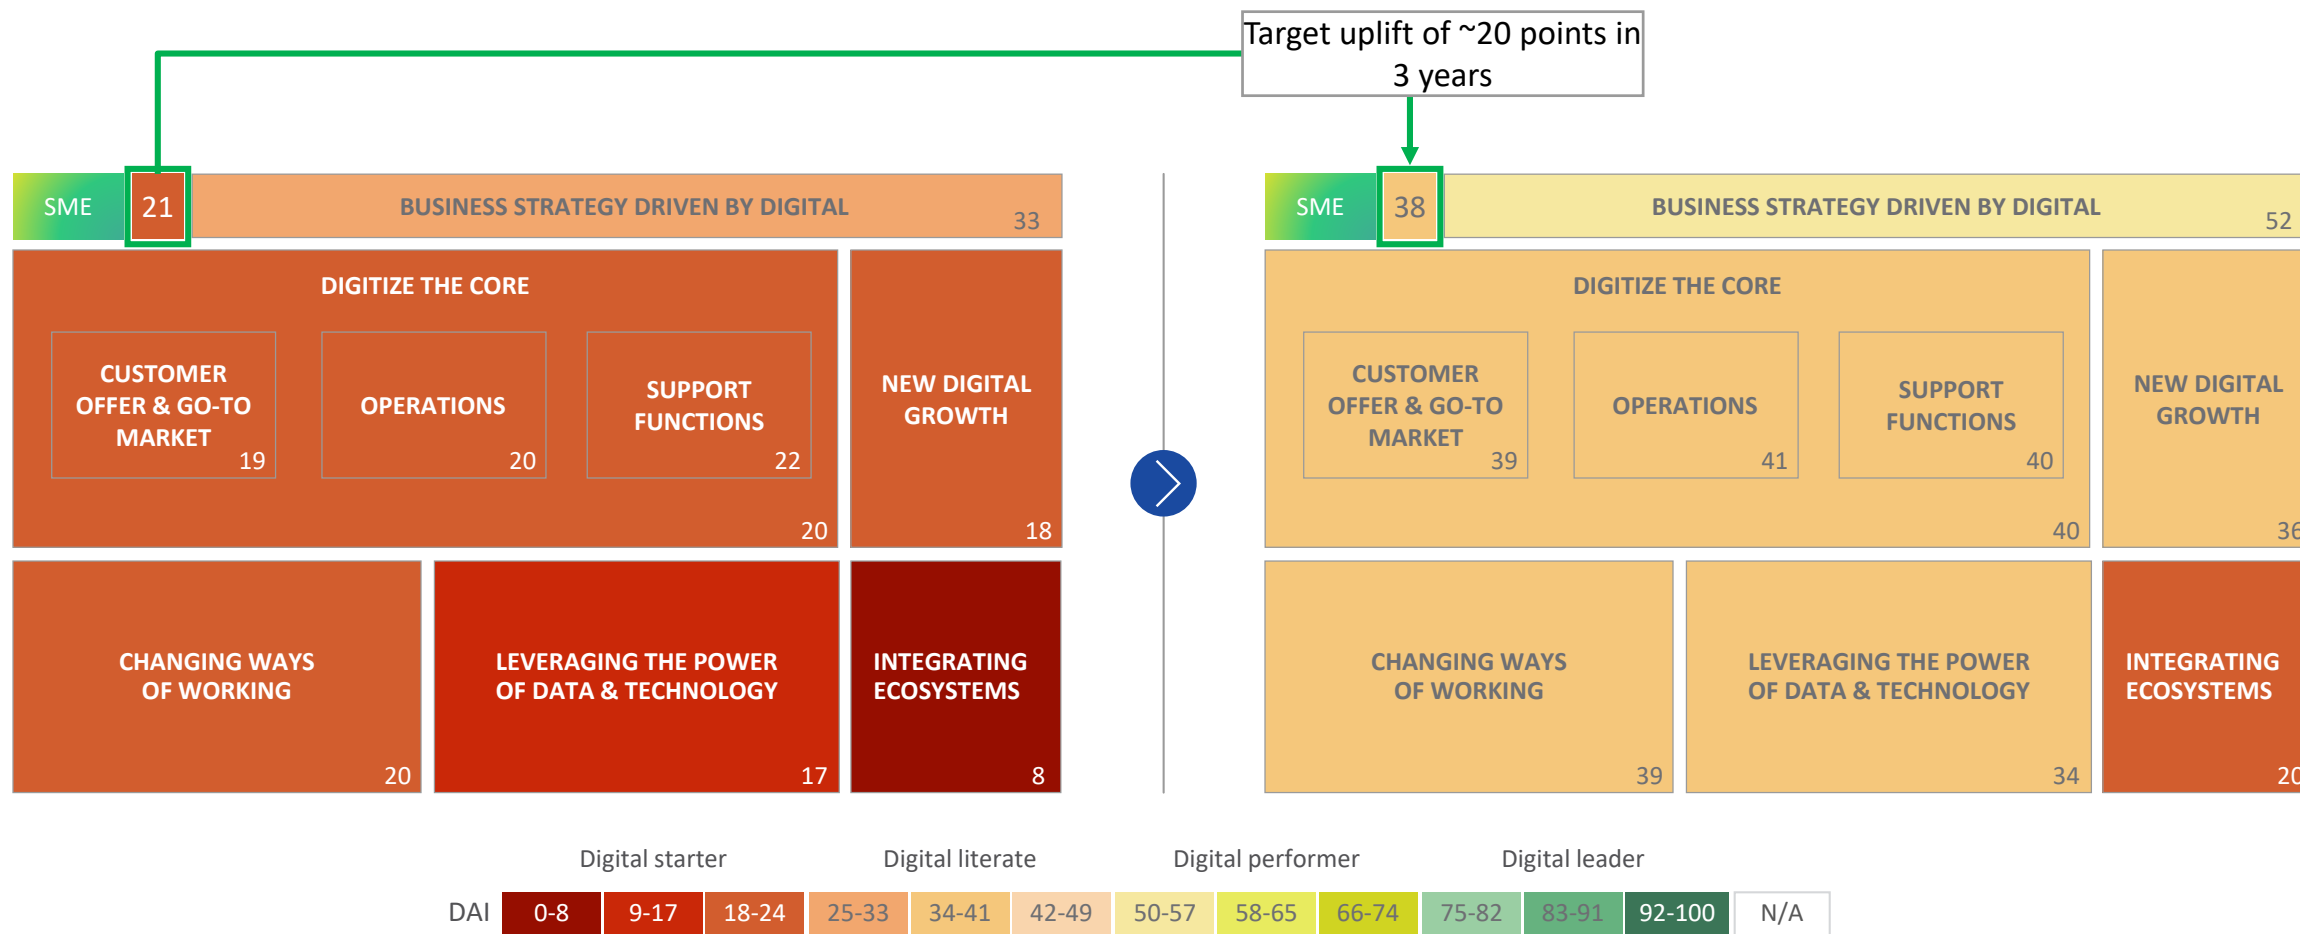 Target uplift of ~20 points in
3 years
SME
21
BUSINESS STRATEGY DRIVEN BY DIGITAL
33
DIGITIZE THE CORE
CUSTOMER
OFFER & GO-TO
MARKET
19
OPERATIONS
20
SUPPORT
FUNCTIONS
22
20
NEW DIGITAL
GROWTH
18
CHANGING WAYS
OF WORKING
20
LEVERAGING THE POWER
OF DATA & TECHNOLOGY
17
INTEGRATING
ECOSYSTEMS
8
SME
38
BUSINESS STRATEGY DRIVEN BY DIGITAL
52
DIGITIZE THE CORE
CUSTOMER
OFFER & GO-TO
MARKET
39
OPERATIONS
41
SUPPORT
FUNCTIONS
40
40
NEW DIGITAL
GROWTH
36
CHANGING WAYS
OF WORKING
39
LEVERAGING THE POWER
OF DATA & TECHNOLOGY
34
INTEGRATING
ECOSYSTEMS
20
Digital starter
Digital literate
Digital performer
Digital leader
DAI
0-8
9-17
18-24
25-33
34-41
42-49
50-57
58-65
66-74
75-82
83-91
92-100
N/A